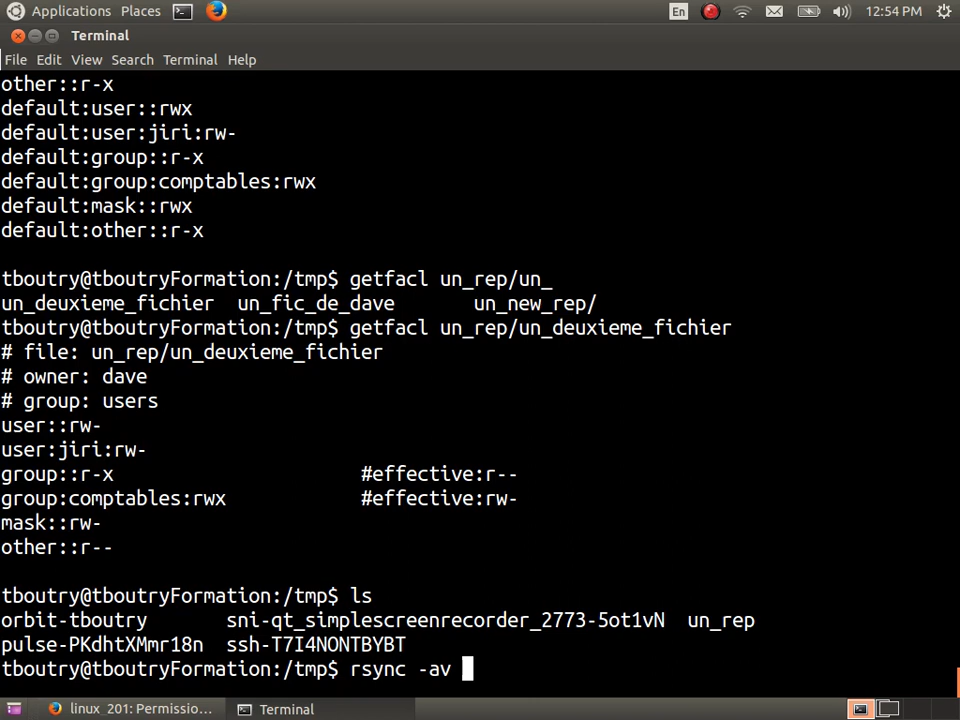 Applications Places En 12:54 PM
Terminal
File Edit View Search Terminal Help
other::r-x
default:user::rwx
default:user:jiri:rw-
default:group::r-x
default:group:comptables:rwx
default:mask::rwx
default:other::r-x
tboutry@tboutryFormation:/tmp$ getfacl un_rep/un_
un_deuxieme_fichier un_fic_de_dave un_new_rep/
tboutry@tboutryFormation:/tmp$ getfacl un_rep/un_deuxieme_fichier
# file: un_rep/un_deuxieme_fichier
# owner: dave
# group: users
user::rw-
user:jiri:rw-
group::r-x #effective:r--
group:comptables:rwx #effective:rw-
mask::rw-
other::r--
tboutry@tboutryFormation:/tmp$ ls
orbit-tboutry sni-qt_simplescreenrecorder_2773-5ot1vN un_rep
pulse-PKdhtXMmr18n ssh-T7I4NONTBYBT
tboutry@tboutryFormation:/tmp$ rsync -av
linux_201: Permissio... Terminal